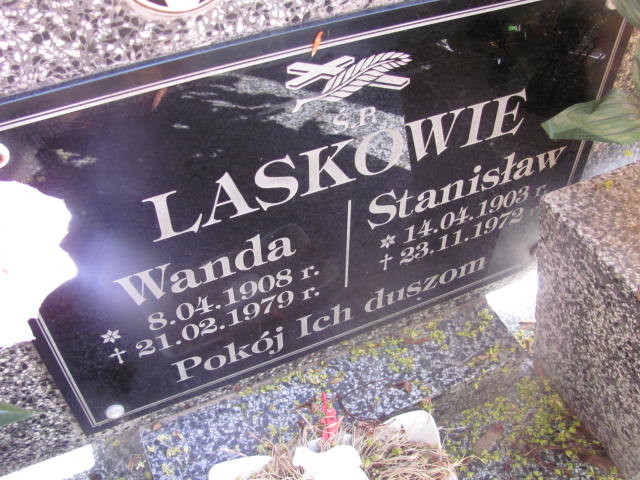 Ś.P.
LASKOWIE
Wanda
8.04.1908 r.
21.02.1979 r.
Stanisław
14.04.1903 r.
23.11.1972 r.
Pokój Ich duszom